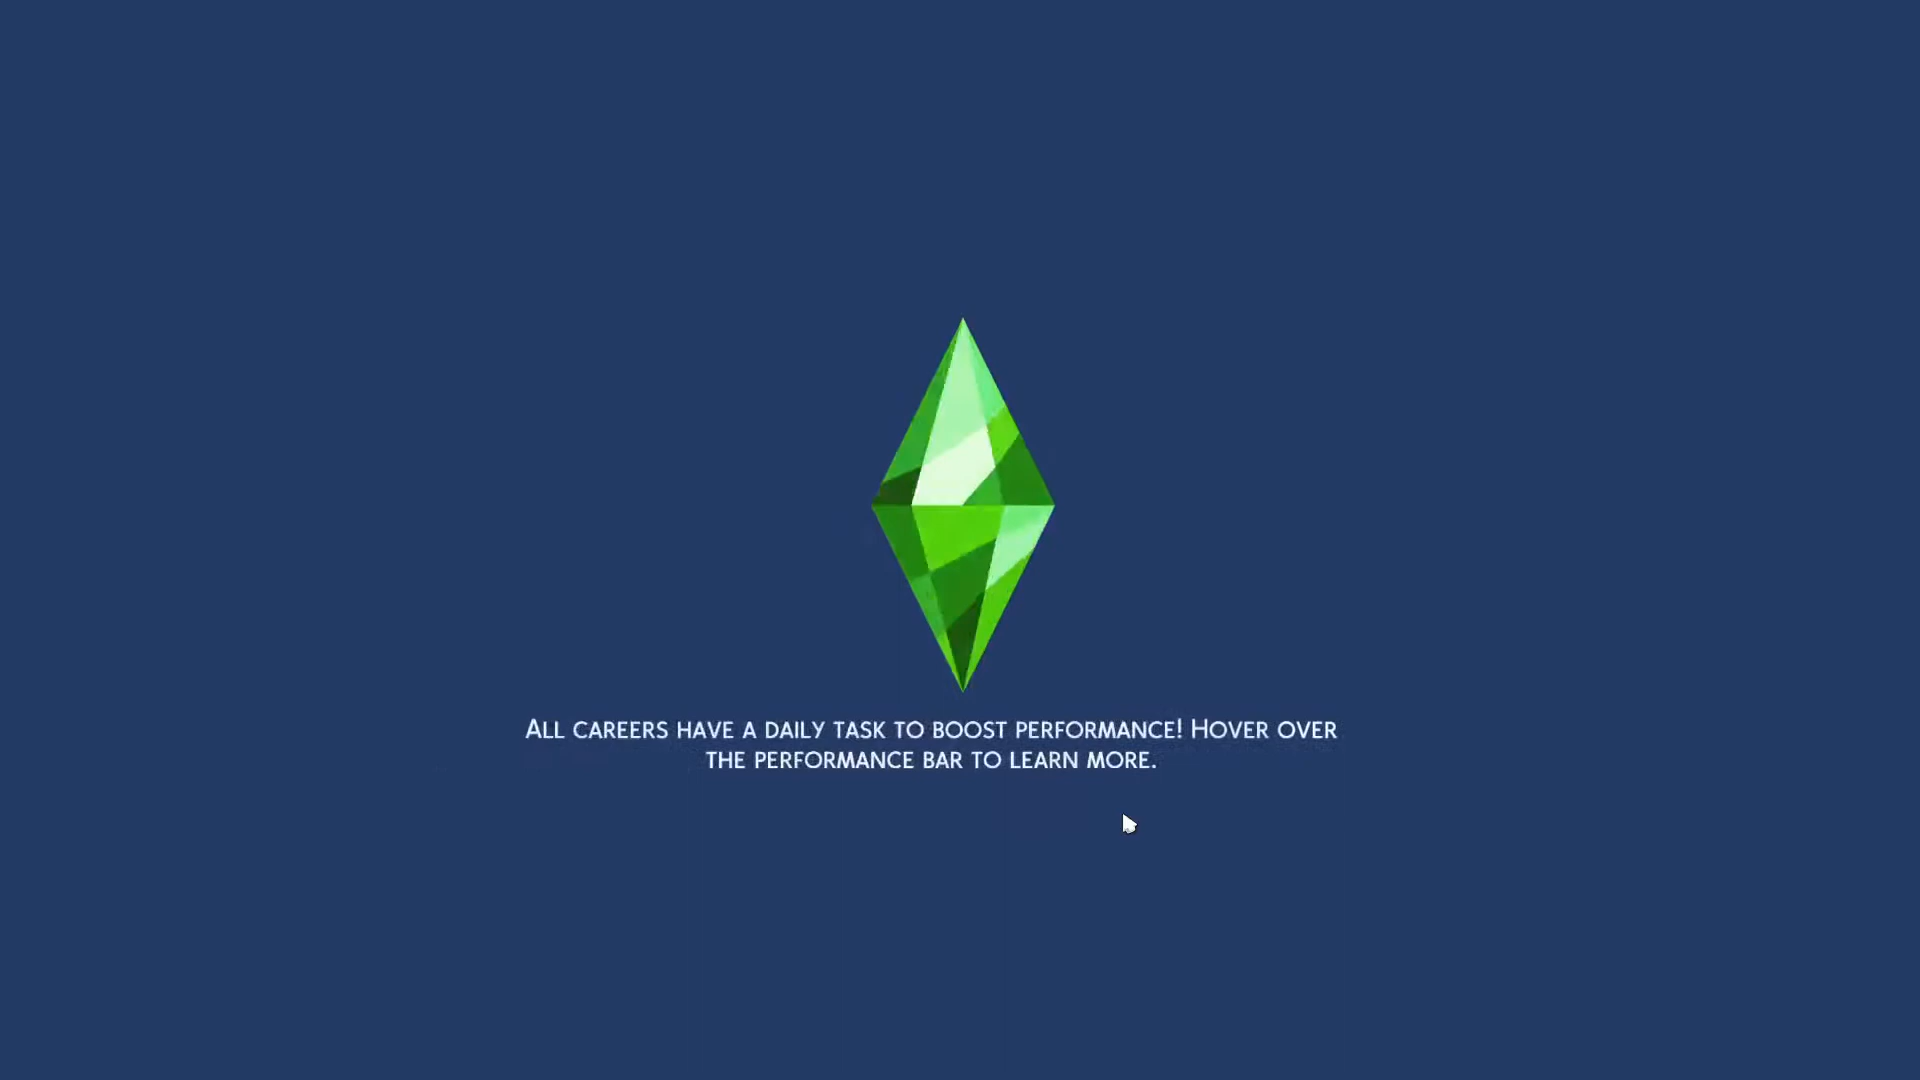 All careers have a daily task to boost performance! Hover over
the performance bar to learn more.